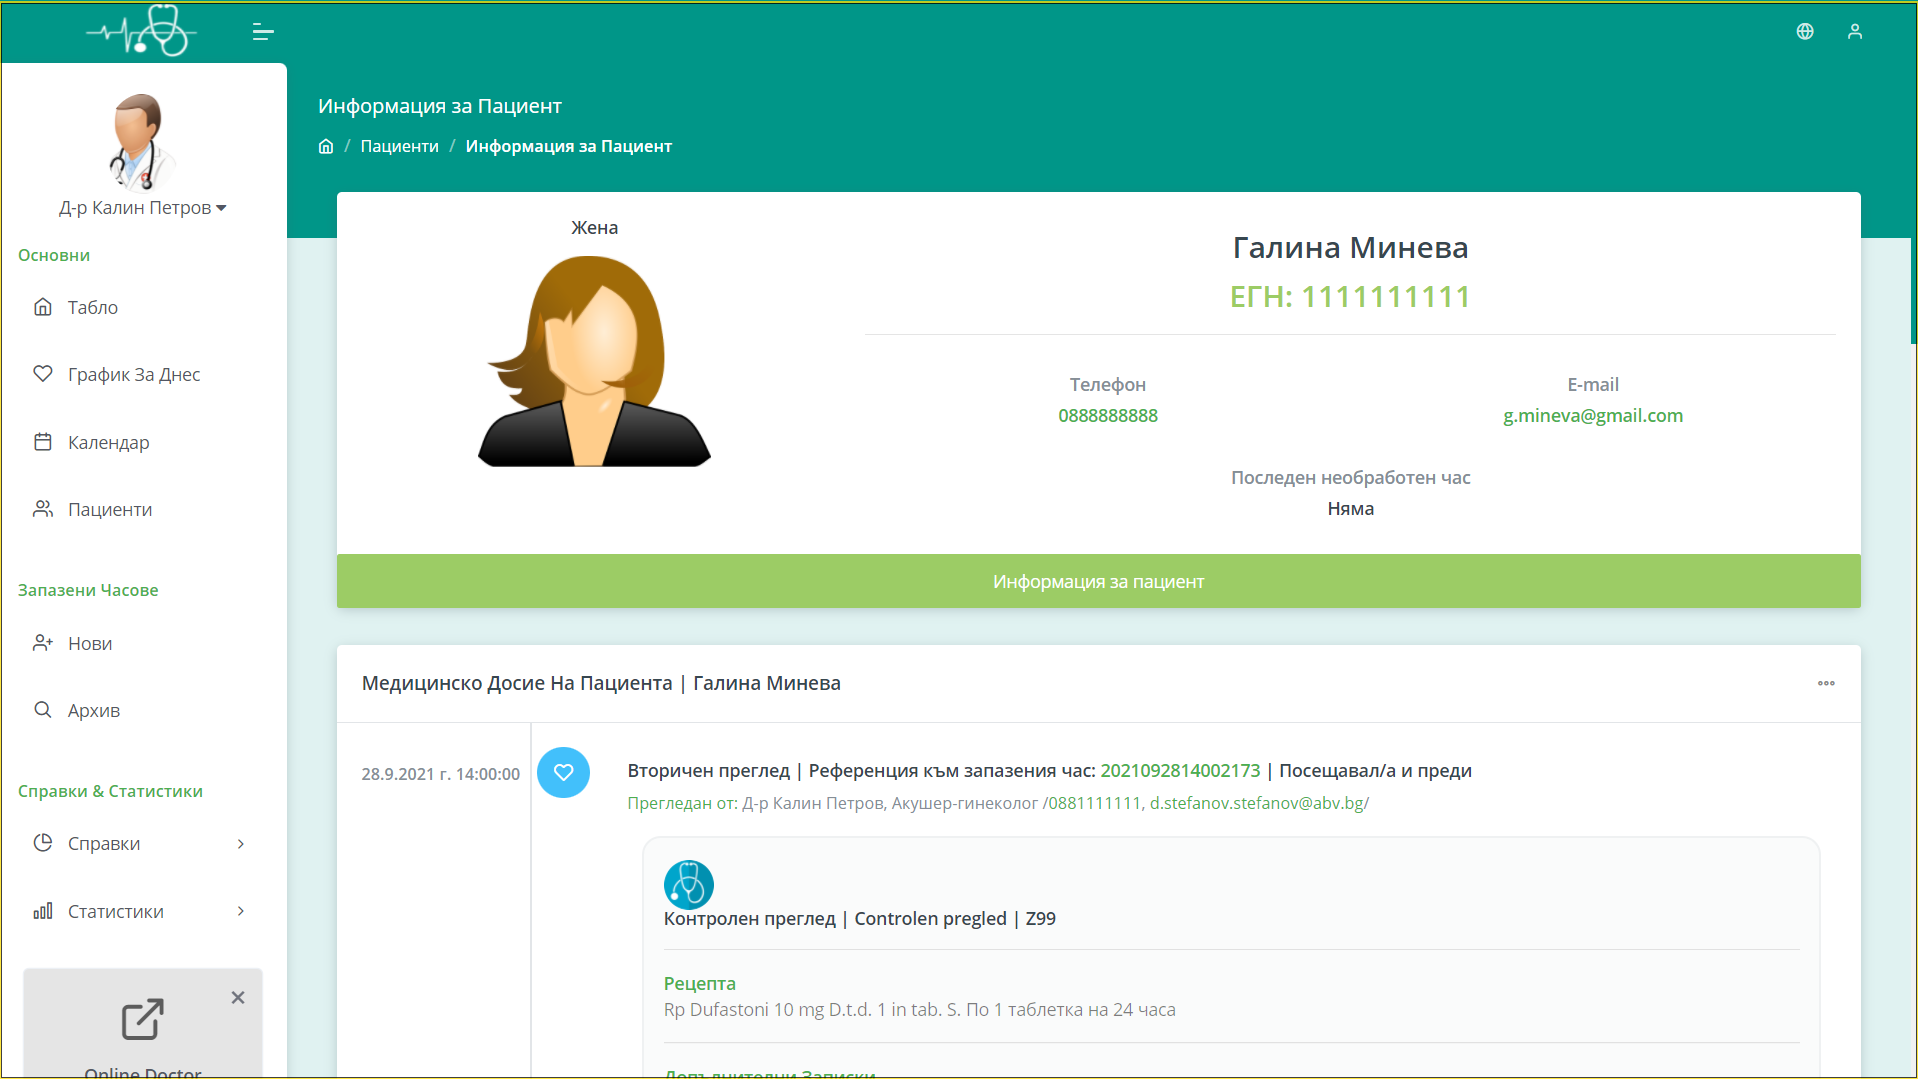 Информация за Пациент
/ Пациенти / Информация за Пациент
Д-р Калин Петров
Основни
Табло
График За Днес
Календар
Пациенти
Запазени Часове
Нови
Архив
Справки & Статистики
Справки
Статистики
Online Doctor
Жена
Галина Минева
ЕГН: 1111111111
Телефон
0888888888
E-mail
g.mineva@gmail.com
Последен необработен час
Няма
Информация за пациент
Медицинско Досие На Пациента | Галина Минева
28.9.2021 г. 14:00:00
Вторичен преглед | Референция към запазения час: 2021092814002173 | Посещавал/а и преди
Прегледан от: Д-р Калин Петров, Акушер-гинеколог /0881111111, d.stefanov.stefanov@abv.bg/
Контролен преглед | Controlen pregled | Z99
Рецепта
Rp Dufastoni 10 mg D.t.d. 1 in tab. S. По 1 таблетка на 24 часа
Допълнителни Записки